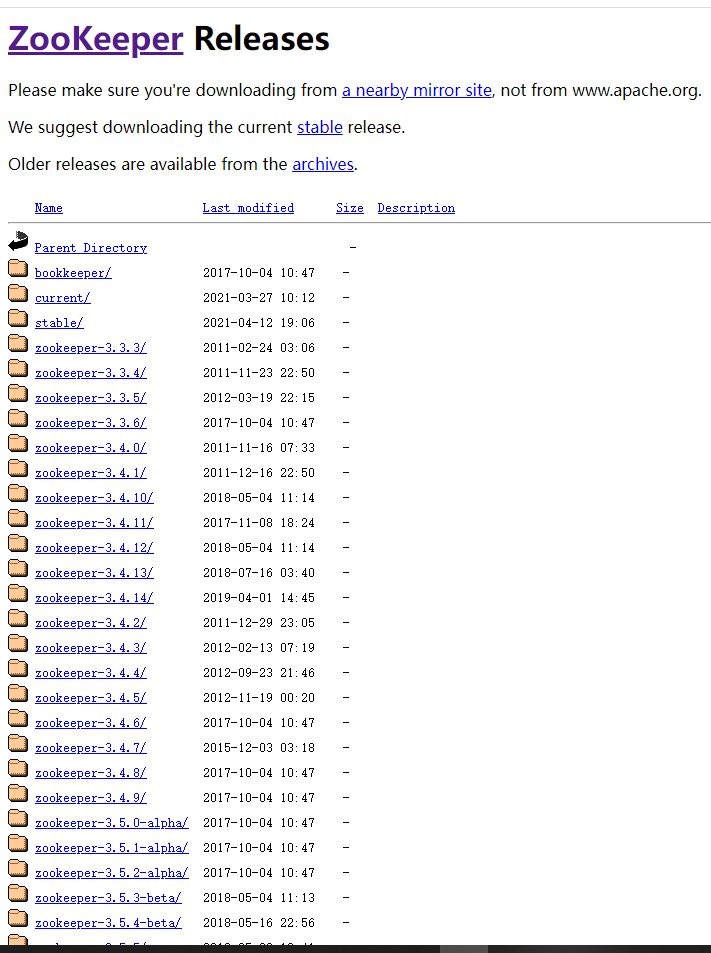 ZooKeeper Releases
Please make sure you're downloading from a nearby mirror site, not from www.apache.org.
We suggest downloading the current stable release.
Older releases are available from the archives.
Name Last modified Size Description
Parent Directory -
bookkeeper/ 2017-10-04 10:47 -
current/ 2021-03-27 10:12 -
stable/ 2021-04-12 19:06 -
zookeeper-3.3.3/ 2011-02-24 03:06 -
zookeeper-3.3.4/ 2011-11-23 22:50 -
zookeeper-3.3.5/ 2012-03-19 22:15 -
zookeeper-3.3.6/ 2017-10-04 10:47 -
zookeeper-3.4.0/ 2011-11-16 07:33 -
zookeeper-3.4.1/ 2011-12-16 22:50 -
zookeeper-3.4.10/ 2018-05-04 11:14 -
zookeeper-3.4.11/ 2017-11-08 18:24 -
zookeeper-3.4.12/ 2018-05-04 11:14 -
zookeeper-3.4.13/ 2018-07-16 03:40 -
zookeeper-3.4.14/ 2019-04-01 14:45 -
zookeeper-3.4.2/ 2011-12-29 23:05 -
zookeeper-3.4.3/ 2012-02-13 07:19 -
zookeeper-3.4.4/ 2012-09-23 21:46 -
zookeeper-3.4.5/ 2012-11-19 00:20 -
zookeeper-3.4.6/ 2017-10-04 10:47 -
zookeeper-3.4.7/ 2015-12-03 03:18 -
zookeeper-3.4.8/ 2017-10-04 10:47 -
zookeeper-3.4.9/ 2017-10-04 10:47 -
zookeeper-3.5.0-alpha/ 2017-10-04 10:47 -
zookeeper-3.5.1-alpha/ 2017-10-04 10:47 -
zookeeper-3.5.2-alpha/ 2017-10-04 10:47 -
zookeeper-3.5.3-beta/ 2018-05-04 11:13 -
zookeeper-3.5.4-beta/ 2018-05-16 22:56 -